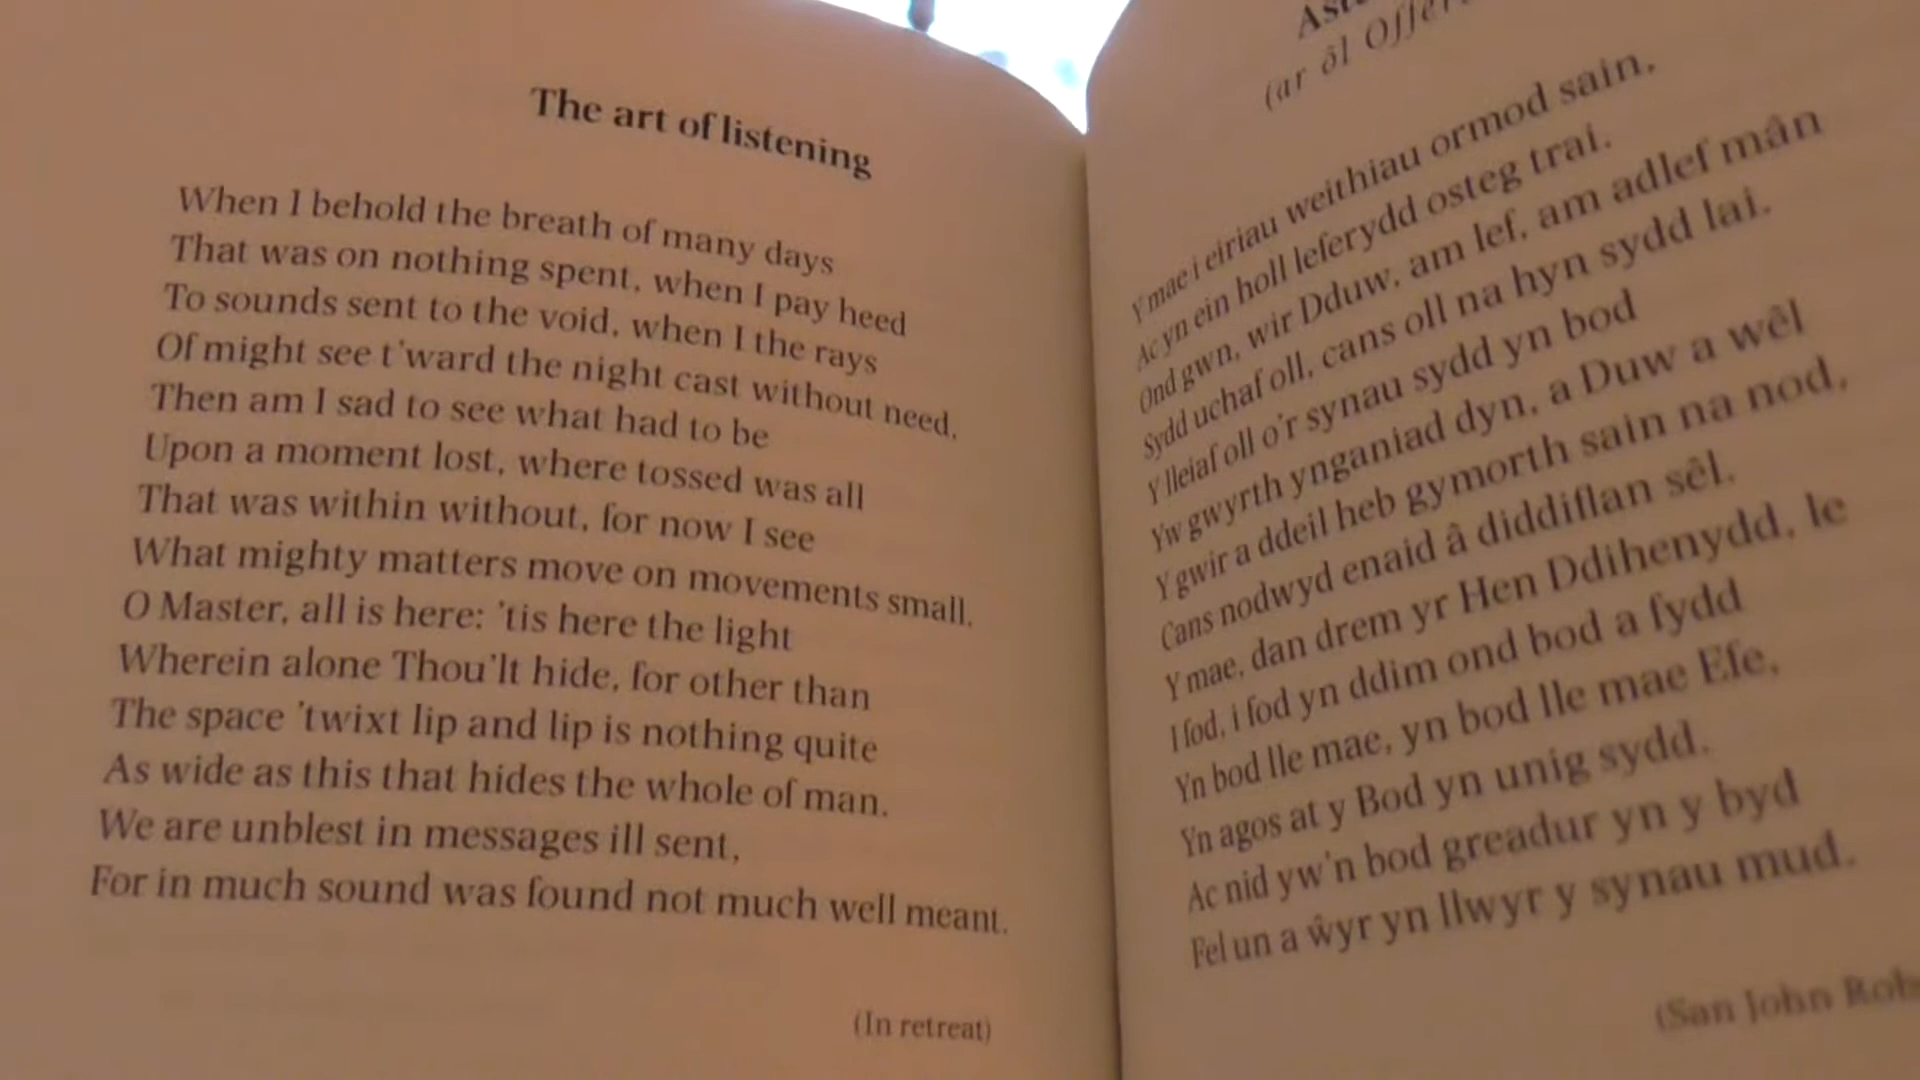 The art of listening
When I behold the breath of many days
That was on nothing spent, when I pay heed
To sounds sent to the void, when I the rays
Of might see t'ward the night cast without need,
Then am I sad to see what had to be
Upon a moment lost, where tossed was all
That was within without, for now I see
What mighty matters move on movements small.
O Master, all is here: 'tis here the light
Wherein alone Thou'lt hide, for other than
The space 'twixt lip and lip is nothing quite
As wide as this that hides the whole of man.
We are unblest in messages ill sent,
For in much sound was found not much well meant.
(In retreat)
(ar ôl
Y mae i eiriau weithiau ormod sain,
Ac yn ein holl leferydd osteg trai.
Ond gwn, wir Dduw, am lef, am adlef mân
Sydd uchaf oll, cans oll na hyn sydd lai.
Y lleiaf oll o'r synau sydd yn bod
Yw gwyrth ynganiad dyn, a Duw a wêl
Y gwir a ddeil heb gymorth sain na nod,
Cans nodwyd enaid â diddiflan sêl.
Y mae, dan drem yr Hen Ddihenydd, le
I fod, i fod yn ddim ond bod a fydd
Yn bod lle mae, yn bod lle mae Efe,
Yn agos at y Bod yn unig sydd.
Ac nid yw'n bod greadur yn y byd
Fel un a ŵyr yn llwyr y synau mud.
(San John